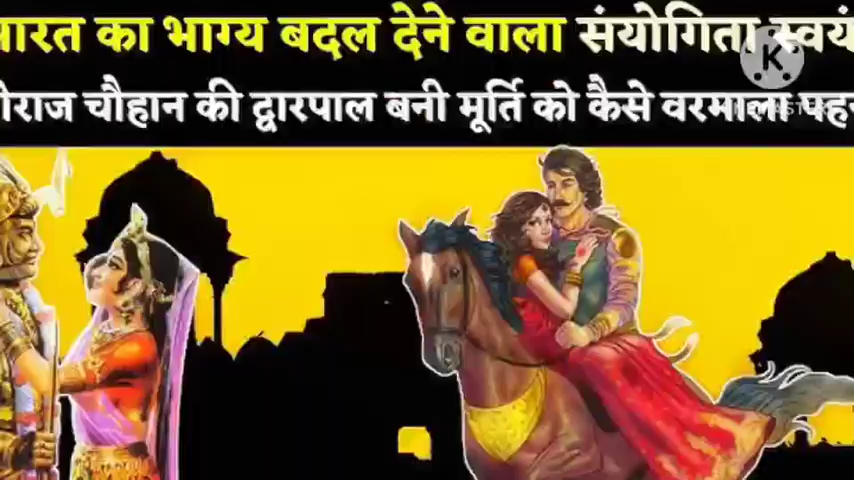 भारत का भाग्य बदल देने वाला संयोगिता स्वयं
राज चौहान की द्वारपाल बनी मूर्ति को कैसे वरमाला
K